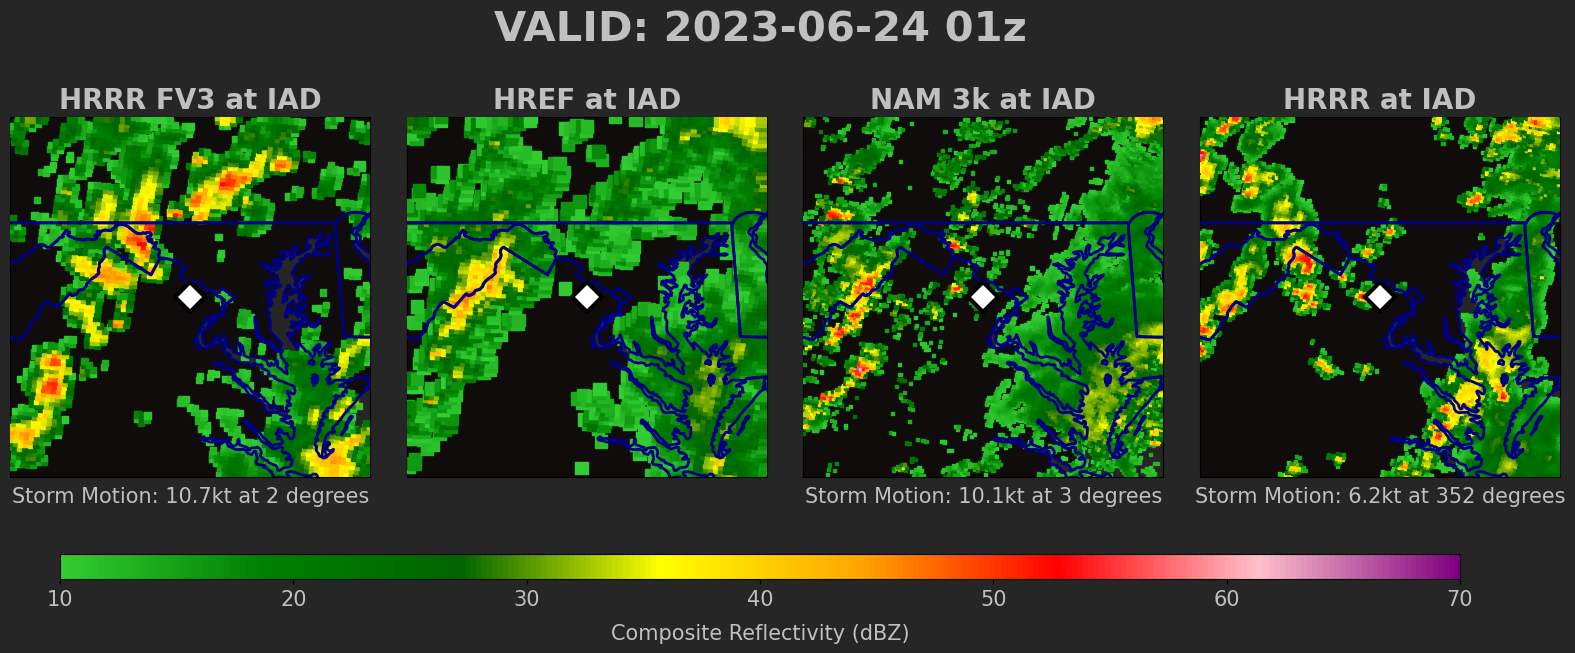 VALID: 2023-06-24 01z
HRRR FV3 at IAD
HREF at IAD
NAM 3k at IAD
HRRR at IAD
Storm Motion: 10.7kt at 2 degrees
Storm Motion: 10.1kt at 3 degrees
Storm Motion: 6.2kt at 352 degrees
10 20 30 40 50 60 70
Composite Reflectivity (dBZ)